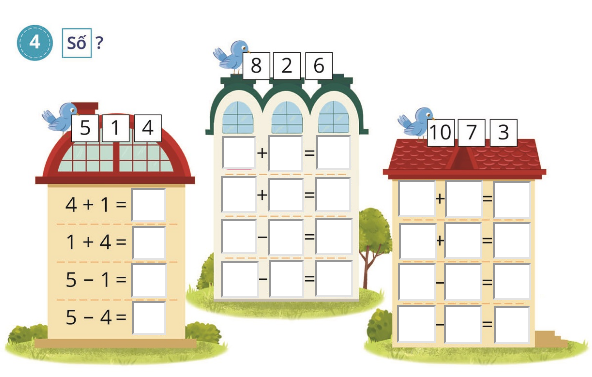 4 Số ?
5 1 4
4 + 1 =
1 + 4 =
5 − 1 =
5 − 4 =
8 2 6
+ =
+ =
− =
− =
10 7 3
+ =
+ =
− =
− =